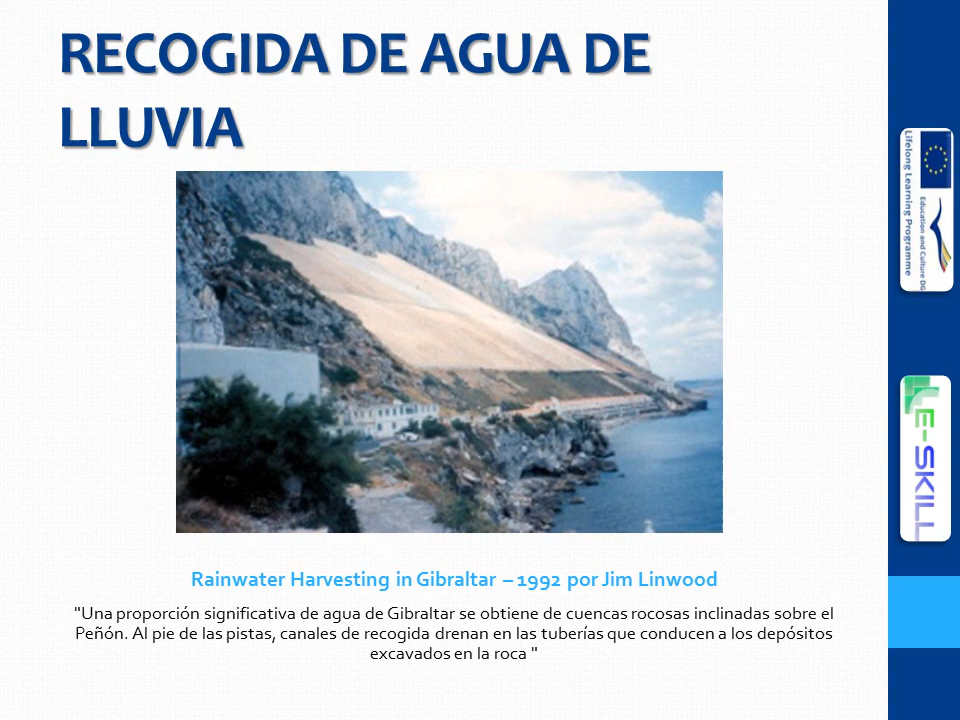 RECOGIDA DE AGUA DE
LLUVIA
Rainwater Harvesting in Gibraltar – 1992 por Jim Linwood
"Una proporción significativa de agua de Gibraltar se obtiene de cuencas rocosas inclinadas sobre el
Peñón. Al pie de las pistas, canales de recogida drenan en las tuberías que conducen a los depósitos
excavados en la roca "
Education and Culture DG
Lifelong Learning Programme
E-SKILL